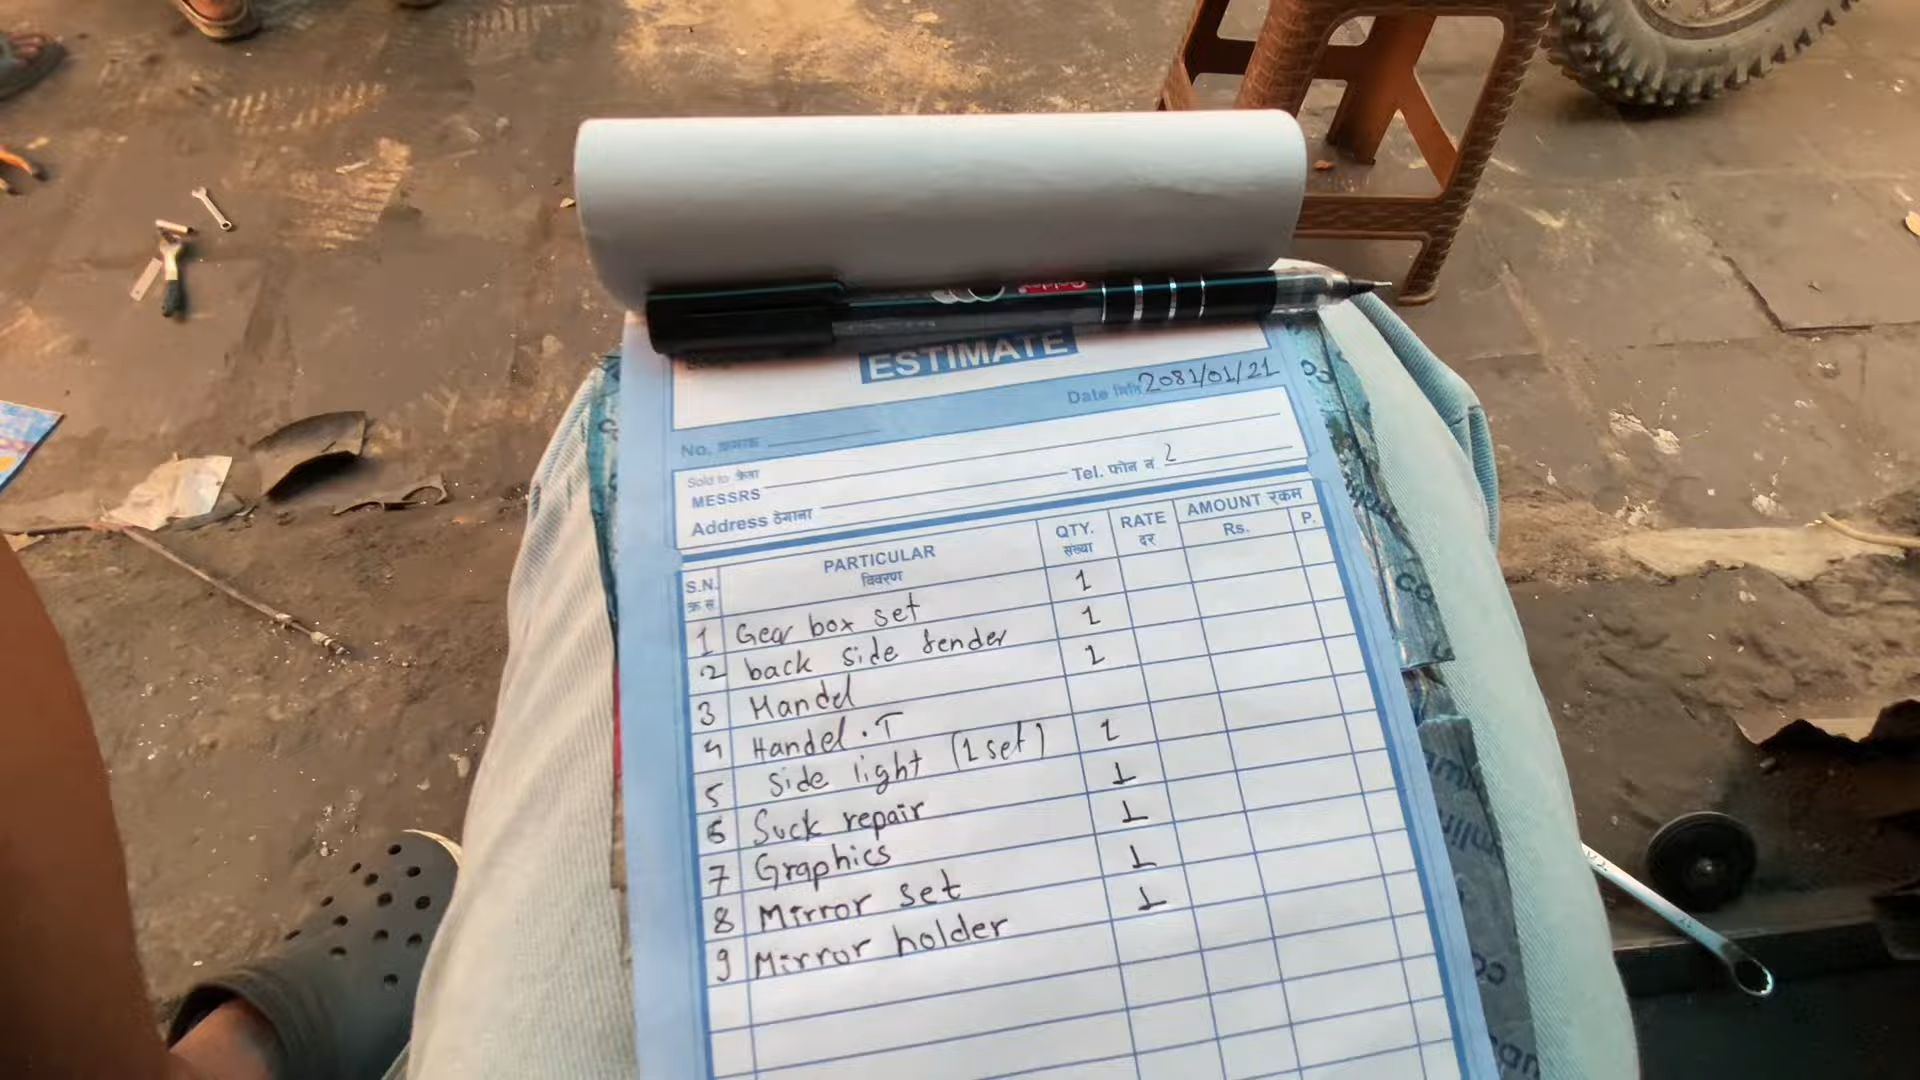 ESTIMATE
Date मिति 2081/01/21
No. क्रमाङ्क
Sold to क्रेता
MESSRS
Address ठेगाना
Tel. फोन नं 2
S.N. PARTICULAR QTY. RATE AMOUNT रकम
क्र सं विवरण संख्या दर Rs. P.
1 Gear box set 1
2 back side fender 1
3 Handel 1
4 Handel . T
5 side light (1 set) 1
6 Suck repair 1
7 Graphics 1
8 Mirror set 1
9 Mirror holder 1